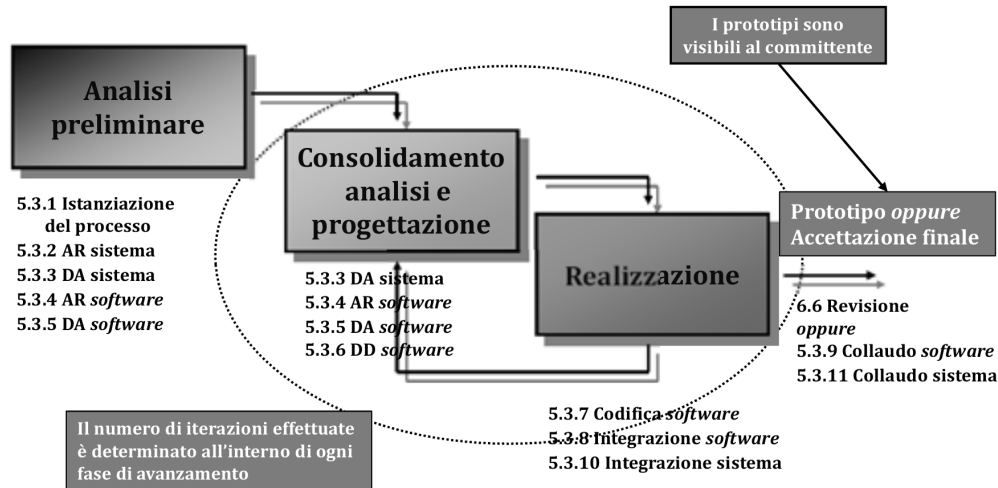 I prototipi sono
visibili al committente
Analisi
preliminare
Consolidamento
analisi e
progettazione
Realizzazione
Prototipo oppure
Accettazione finale
5.3.1 Istanziazione
del processo
5.3.2 AR sistema
5.3.3 DA sistema
5.3.4 AR software
5.3.5 DA software
5.3.3 DA sistema
5.3.4 AR software
5.3.5 DA software
5.3.6 DD software
6.6 Revisione
oppure
5.3.9 Collaudo software
5.3.11 Collaudo sistema
5.3.7 Codifica software
5.3.8 Integrazione software
5.3.10 Integrazione sistema
Il numero di iterazioni effettuate
è determinato all'interno di ogni
fase di avanzamento